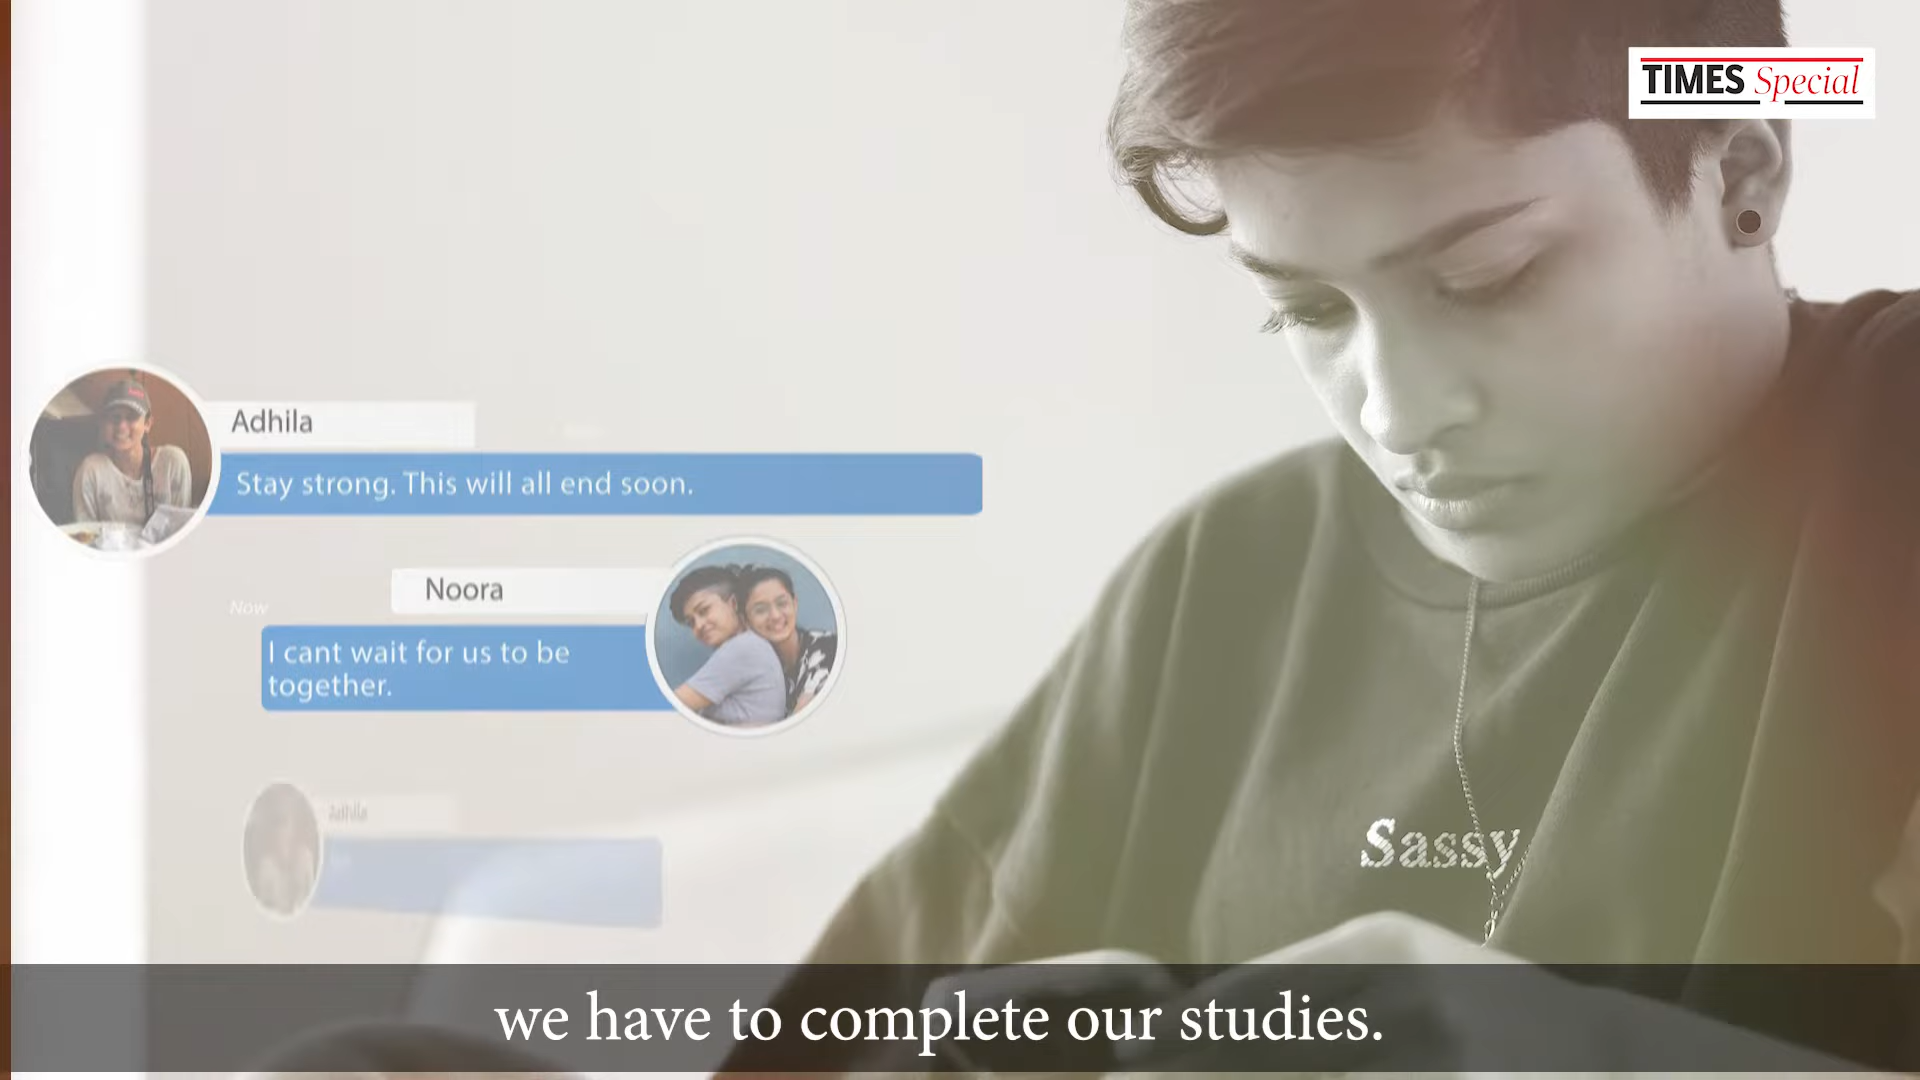 TIMES Special
Adhila
Stay strong. This will all end soon.
Noora
Now
I cant wait for us to be
together.
Adhila
Sassy
we have to complete our studies.